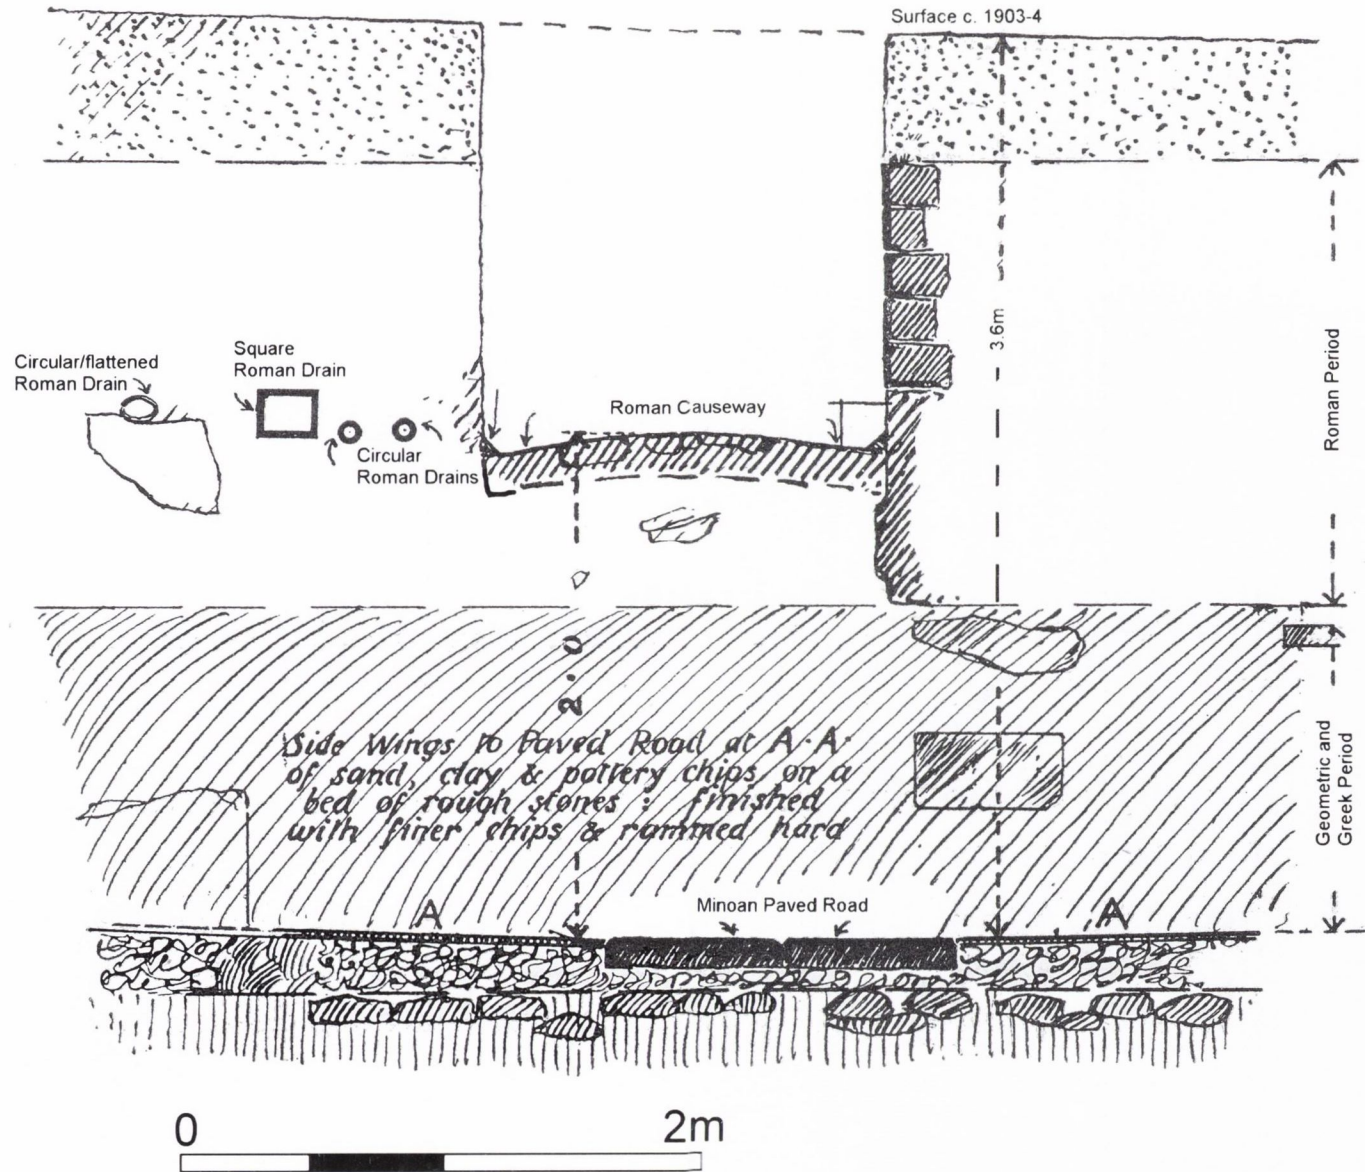 Surface c. 1903-4
3.6m
Roman Period
Circular/flattened
Roman Drain
Square
Roman Drain
Circular
Roman Drains
Roman Causeway
2.0
Side Wings to Paved Road at A.A.
of sand, clay & pottery chips on a
bed of rough stones : finished
with finer chips & rammed hard
Geometric and
Greek Period
A
Minoan Paved Road
A
0
2m